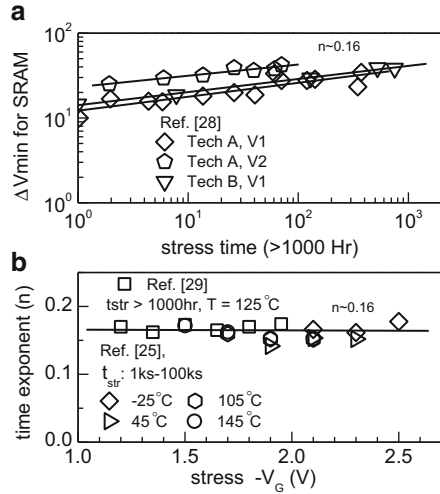 a
ΔVmin for SRAM
10²
10¹
10⁰
n~0.16
Ref. [28]
Tech A, V1
Tech A, V2
Tech B, V1
10⁰ 10¹ 10² 10³
stress time (>1000 Hr)
b
time exponent (n)
0.2
0.1
0.0
Ref. [29]
tstr > 1000hr, T = 125°C
n~0.16
Ref. [25],
t_str: 1ks-100ks
-25°C 105°C
45°C 145°C
1.0 1.5 2.0 2.5
stress -V_G (V)